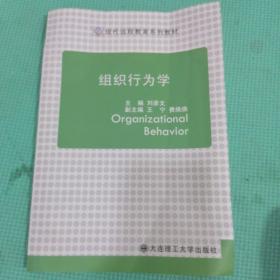 现代远程教育系列教材
组织行为学
主 编 刘彦文
副主编 王 宁
Organizational
Behavior
大连理工大学出版社